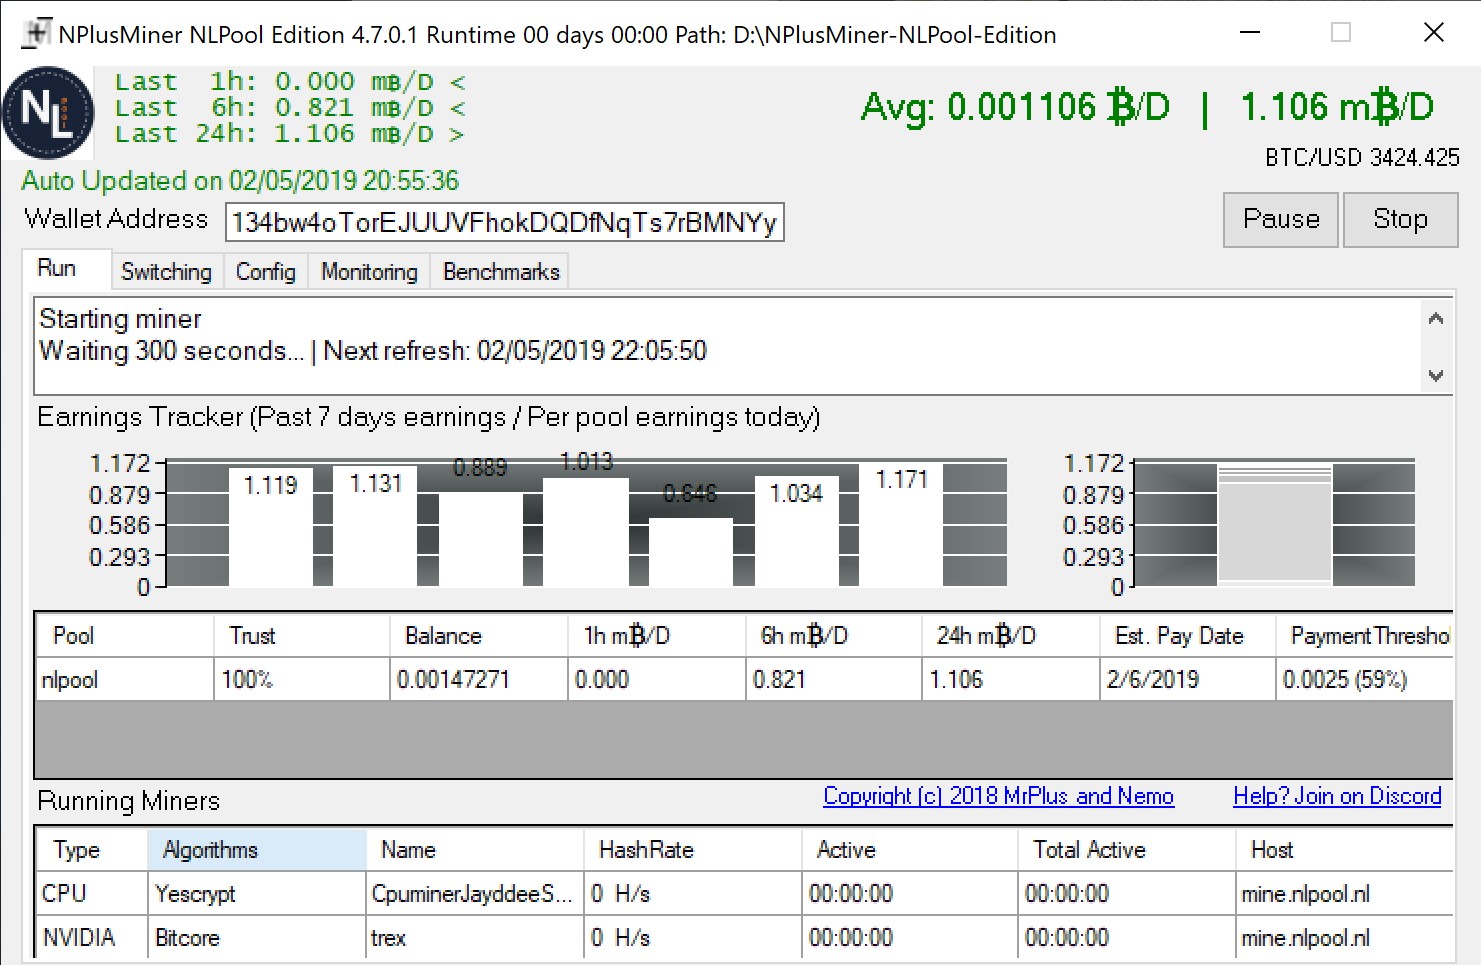 NPlusMiner NLPool Edition 4.7.0.1 Runtime 00 days 00:00 Path: D:\NPlusMiner-NLPool-Edition
NL POOL
Last 1h: 0.000 m₿/D <
Last 6h: 0.821 m₿/D <
Last 24h: 1.106 m₿/D >
Avg: 0.001106 ₿/D | 1.106 m₿/D
BTC/USD 3424.425
Auto Updated on 02/05/2019 20:55:36
Wallet Address 134bw4oTorEJUUVFhokDQDfNqTs7rBMNYy
Pause Stop
Run Switching Config Monitoring Benchmarks
Starting miner
Waiting 300 seconds... | Next refresh: 02/05/2019 22:05:50
Earnings Tracker (Past 7 days earnings / Per pool earnings today)
1.172
0.879
0.586
0.293
0
1.119 1.131 0.889 1.013 0.646 1.034 1.171
1.172
0.879
0.586
0.293
0
Pool Trust Balance 1h m₿/D 6h m₿/D 24h m₿/D Est. Pay Date PaymentThreshol
nlpool 100% 0.00147271 0.000 0.821 1.106 2/6/2019 0.0025 (59%)
Running Miners
Copyright (c) 2018 MrPlus and Nemo
Help? Join on Discord
Type Algorithms Name HashRate Active Total Active Host
CPU Yescrypt CpuminerJayddeeS... 0 H/s 00:00:00 00:00:00 mine.nlpool.nl
NVIDIA Bitcore trex 0 H/s 00:00:00 00:00:00 mine.nlpool.nl